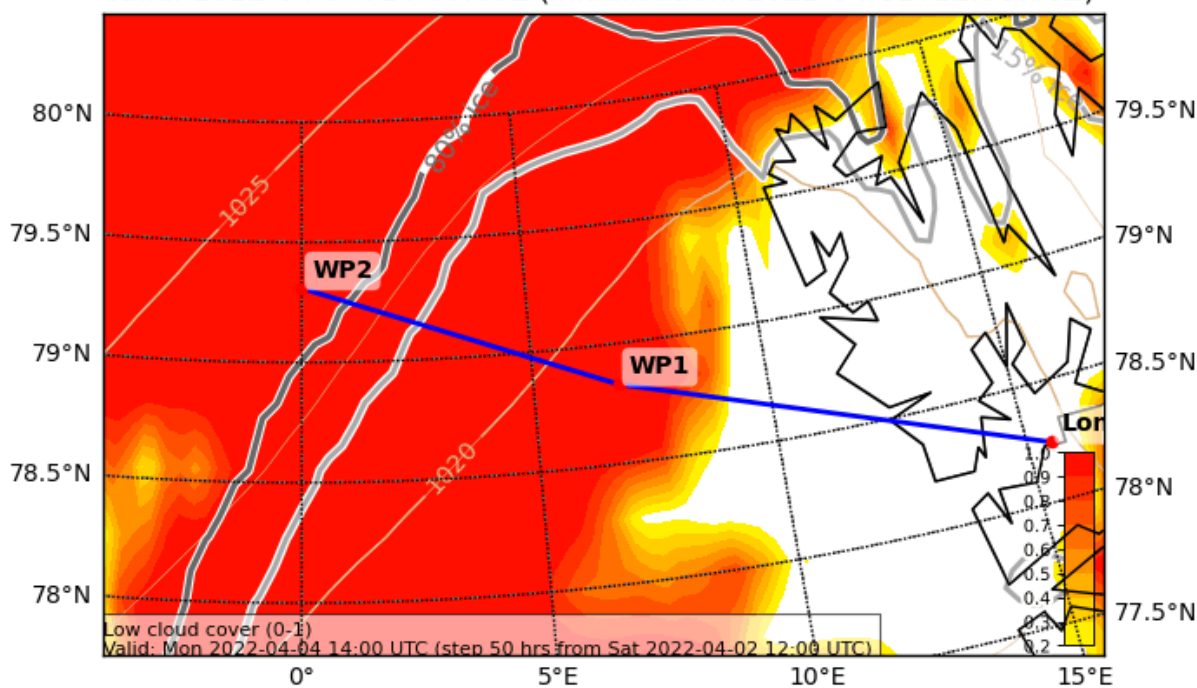 80°N
79.5°N
79°N
78.5°N
78°N
79.5°N
79°N
78.5°N
78°N
77.5°N
1025
80% ice
15% ice
WP2
WP1
1020
Lon
1.0
0.9
0.8
0.7
0.6
0.5
0.4
0.3
0.2
Low cloud cover (0-1)
Valid: Mon 2022-04-04 14:00 UTC (step 50 hrs from Sat 2022-04-02 12:00 UTC)
0°
5°E
10°E
15°E